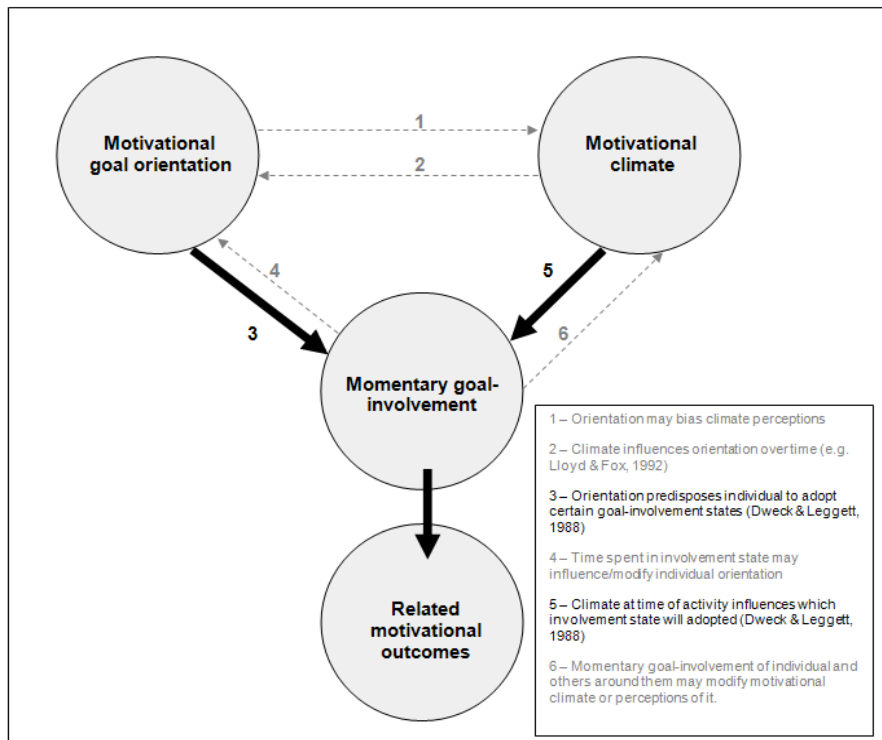 Motivational
goal orientation
1
2
Motivational
climate
4
3
5
6
Momentary goal-
involvement
Related
motivational
outcomes
1 – Orientation may bias climate perceptions
2 – Climate influences orientation overtime (e.g.
Lloyd & Fox, 1992)
3 – Orientation predisposes individual to adopt
certain goal-involvement states (Dweck & Leggett,
1988)
4 – Time spent in involvement state may
influence/modify individual orientation
5 – Climate at time of activity influences which
involvement state will adopted (Dweck & Leggett,
1988)
6 – Momentary goal-involvement of individual and
others around them may modify motivational
climate or perceptions of it.